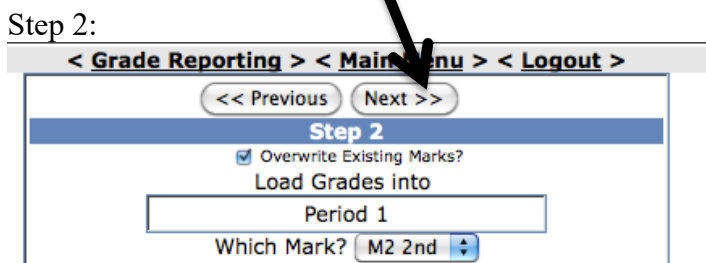 Step 2:
< Grade Reporting > < Main Menu > < Logout >
<< Previous Next >>
Step 2
Overwrite Existing Marks?
Load Grades into
Period 1
Which Mark? M2 2nd